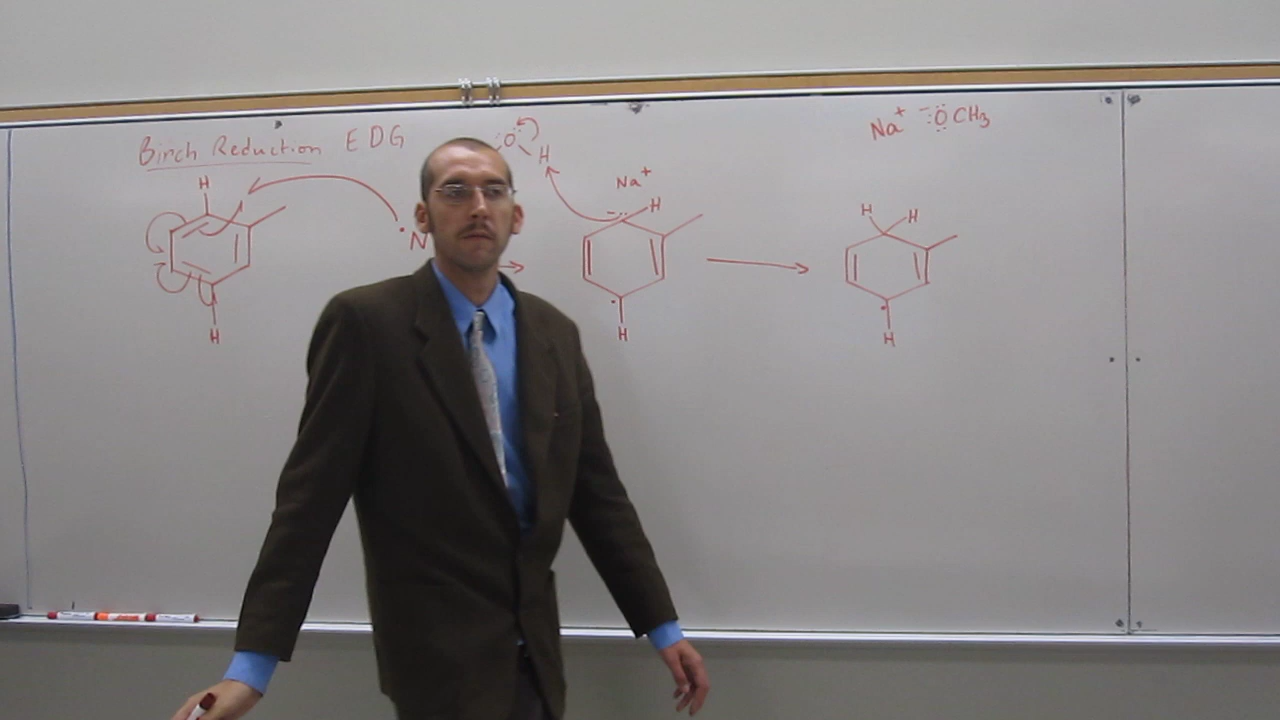 Birch Reduction EDG
H
H
·N
:Ö
H
Na⁺
-:
H
·
H
Na⁺ ⁻:Ö: CH₃
H H
·
H